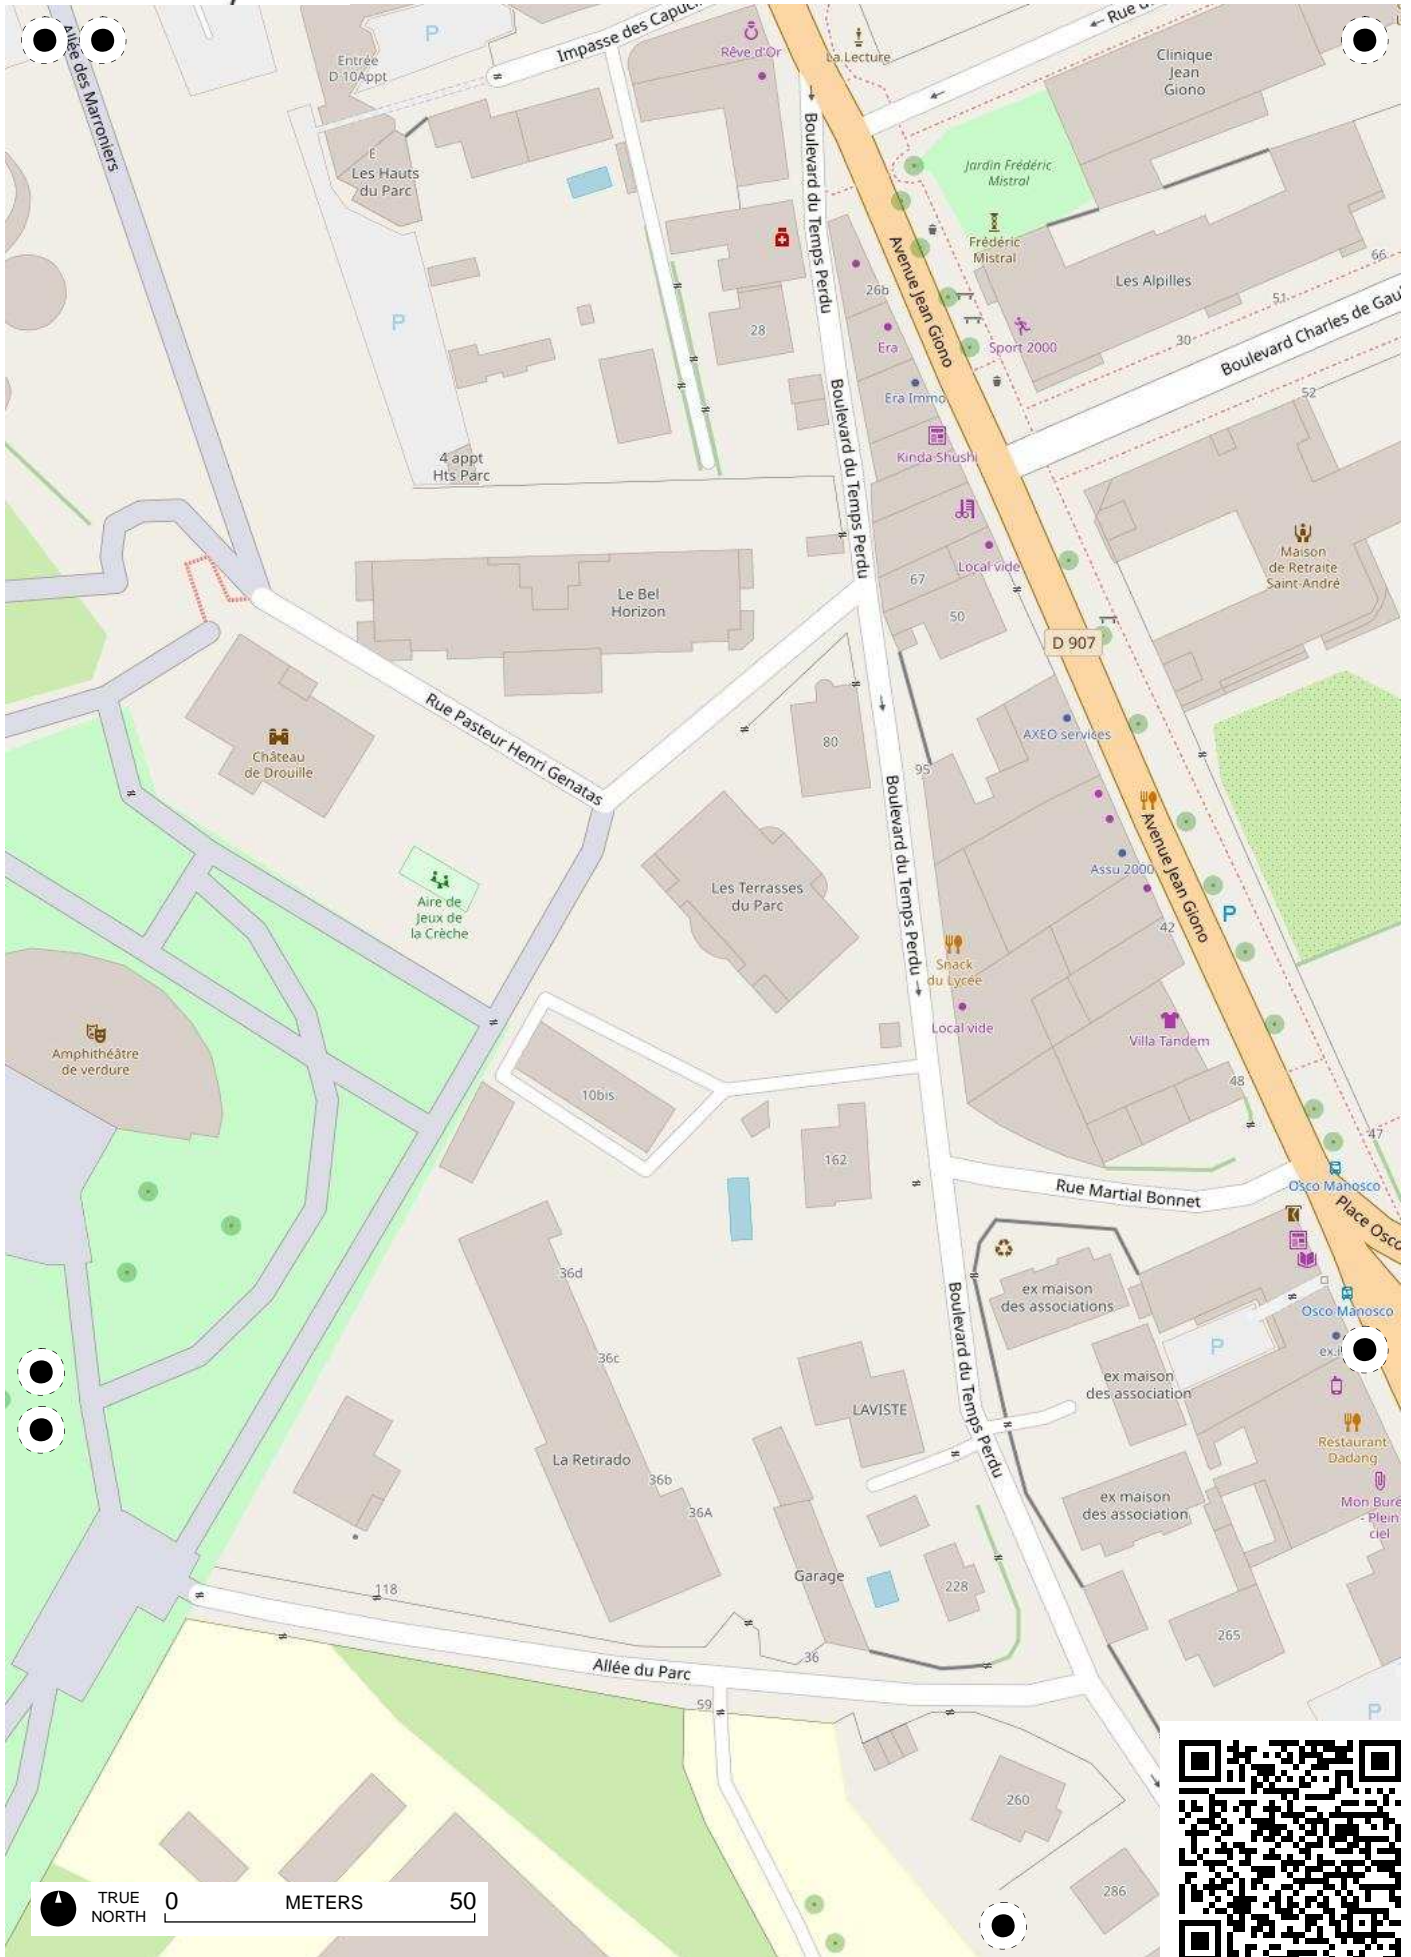 Allée des Marroniers
Entrée
D 10Appt
P
Impasse des Capuci
Rêve d'Or
La Lecture
Rue d
Clinique
Jean
Giono
E
Les Hauts
du Parc
Boulevard du Temps Perdu
Jardin Frédéric
Mistral
Frédéric
Mistral
Avenue Jean Giono
Les Alpilles
66
51
26b
P
28
Era
Sport 2000
30
Boulevard Charles de Gau
Era Immo
52
Boulevard du Temps Perdu
Kinda Shushi
4 appt
Hts Parc
Local vide
Maison
de Retraite
Saint-André
67
Le Bel
Horizon
50
D 907
Rue Pasteur Henri Genatas
Château
de Drouille
80
AXEO services
95
Boulevard du Temps Perdu
Avenue Jean Giono
Assu 2000
Les Terrasses
du Parc
Aire de
Jeux de
la Crèche
P
42
Snack
du Lycée
Local vide
Villa Tandem
Amphithéâtre
de verdure
10bis
48
47
162
Rue Martial Bonnet
Osco Manosco
Place Osco
36d
ex maison
des associations
Osco Manosco
Boulevard du Temps Perdu
P
36c
ex maison
des association
LAVISTE
Restaurant
Dadang
La Retirado
36b
36A
ex maison
des association
Mon Bure
- Plein
ciel
Garage
228
118
265
36
Allée du Parc
59
P
260
286
TRUE
NORTH
0 METERS 50